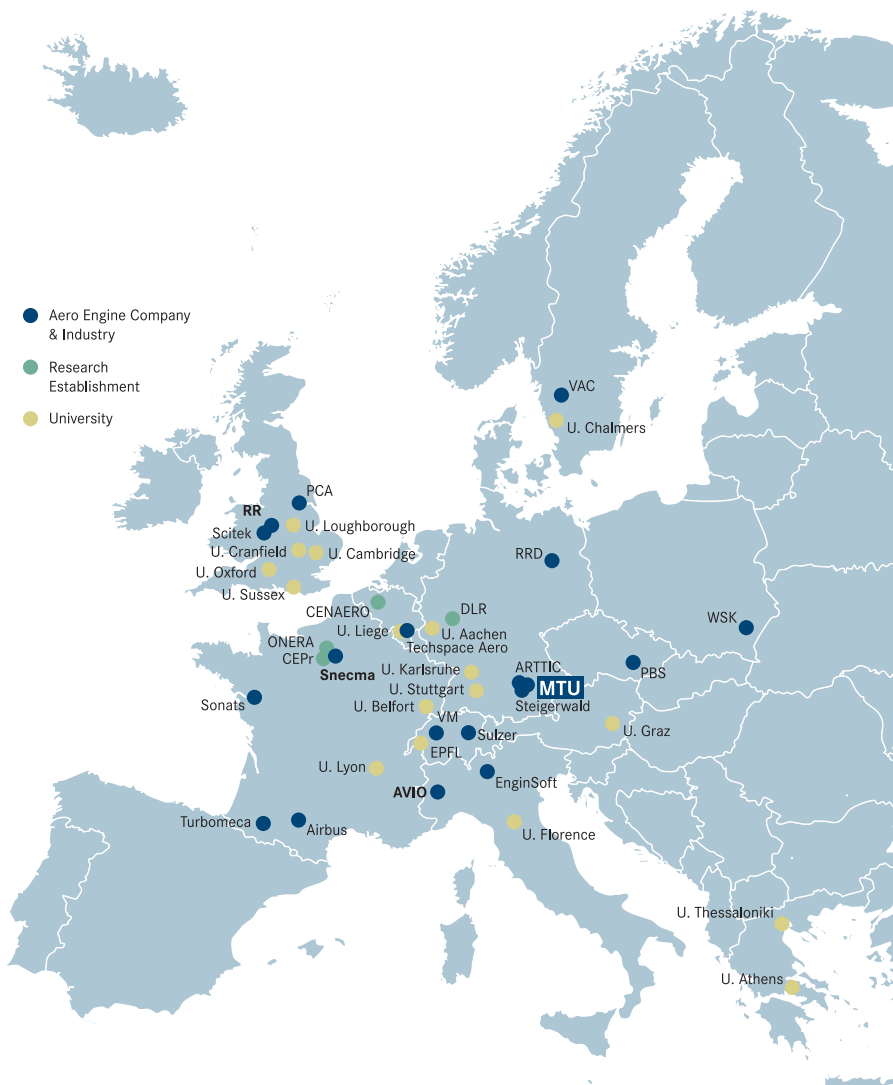 Aero Engine Company
& Industry
Research
Establishment
University
VAC
U. Chalmers
PCA
RR
Scitek
U. Loughborough
U. Cranfield
U. Cambridge
U. Oxford
U. Sussex
RRD
CENAERO
DLR
U. Liege
U. Aachen
Techspace Aero
WSK
ONERA
CEPr
Snecma
U. Karlsruhe
ARTTIC
PBS
U. Stuttgart
MTU
Steigerwald
U. Belfort
Sonats
VM
Sulzer
U. Graz
EPFL
U. Lyon
EnginSoft
AVIO
Turbomeca
Airbus
U. Florence
U. Thessaloniki
U. Athens